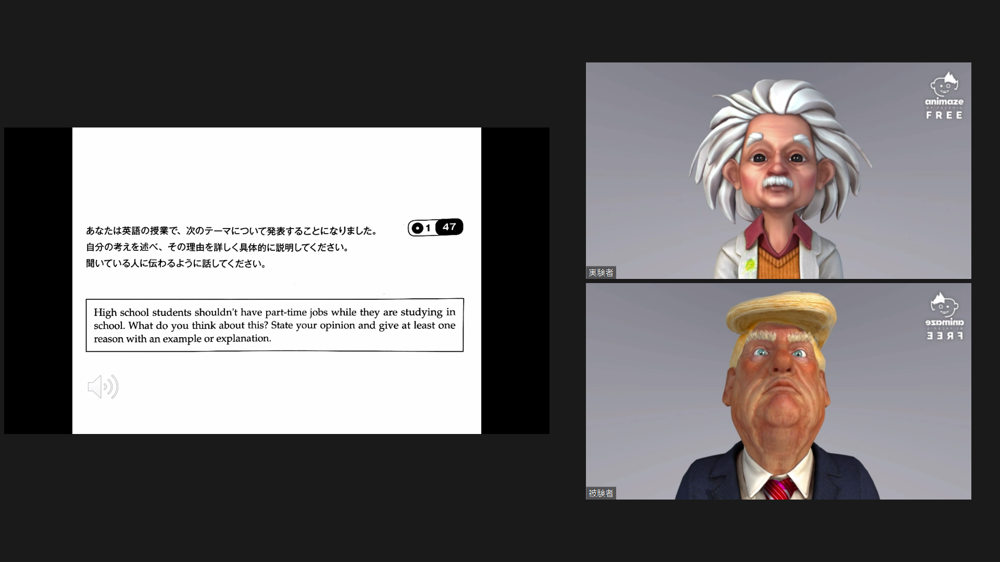 あなたは英語の授業で、次のテーマについて発表することになりました。
自分の考えを述べ、その理由を詳しく具体的に説明してください。
聞いている人に伝わるように話してください。
1 47
High school students shouldn't have part-time jobs while they are studying in
school. What do you think about this? State your opinion and give at least one
reason with an example or explanation.
animaze
BY FACERIG
FREE
実験者
animaze
BY FACERIG
FREE
被験者